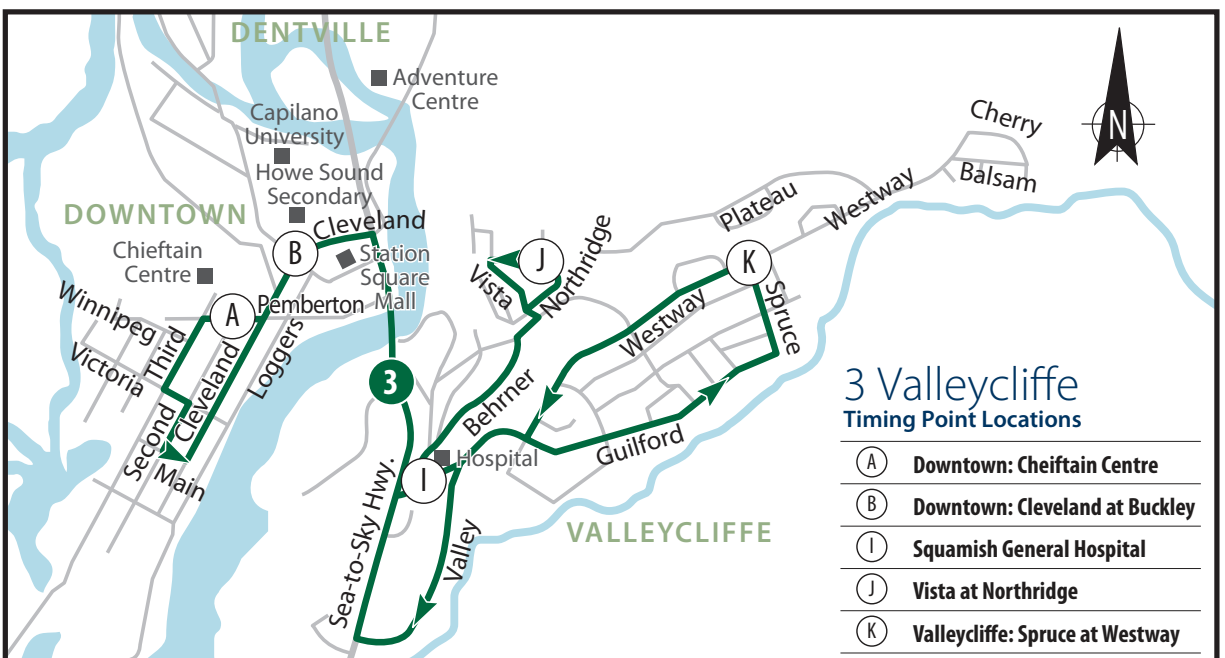 DENTVILLE
Adventure
Centre
Capilano
University
Howe Sound
Secondary
DOWNTOWN
Cleveland
B
Chieftain
Centre
Station
Square
Mall
Winnipeg
A
Pemberton
Third
Victoria
Cleveland
Loggers
Second
Main
3
Vista
J
Northridge
Plateau
Westway
Cherry
Balsam
N
K
Westway
Spruce
Behrner
Guilford
Hospital
I
Sea-to-Sky Hwy.
Valley
VALLEYCLIFFE
3 Valleycliffe
Timing Point Locations
A Downtown: Cheiftain Centre
B Downtown: Cleveland at Buckley
I Squamish General Hospital
J Vista at Northridge
K Valleycliffe: Spruce at Westway